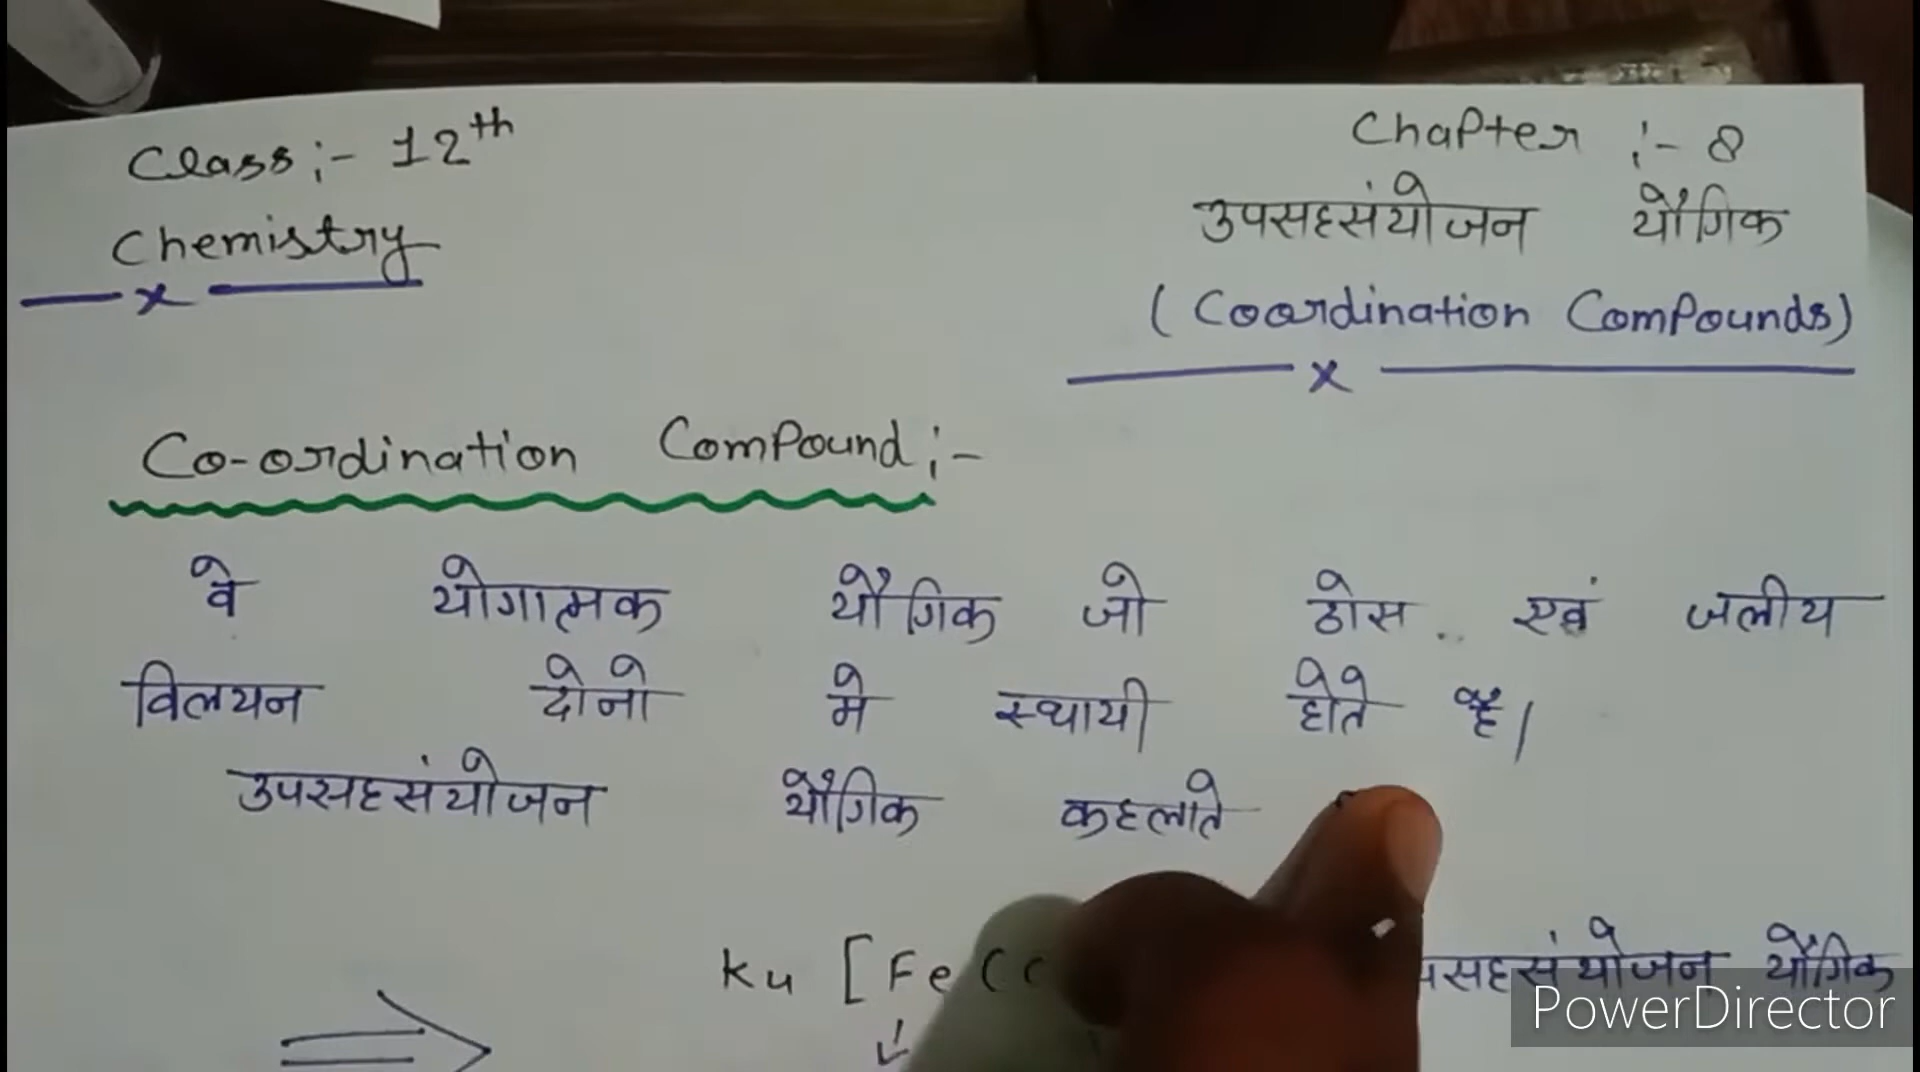 Class :- 12th
Chemistry
Chapter :- 8
उपसहसंयोजन यौगिक
(Coordination Compounds)
Co-ordination Compound :-
वे योगात्मक यौगिक जो ठोस एवं जलीय
विलयन दोनो मे स्थायी होते है।
उपसहसंयोजन यौगिक कहलाते
K4 [Fe (C पसहसंयोजन यौगिक
PowerDirector